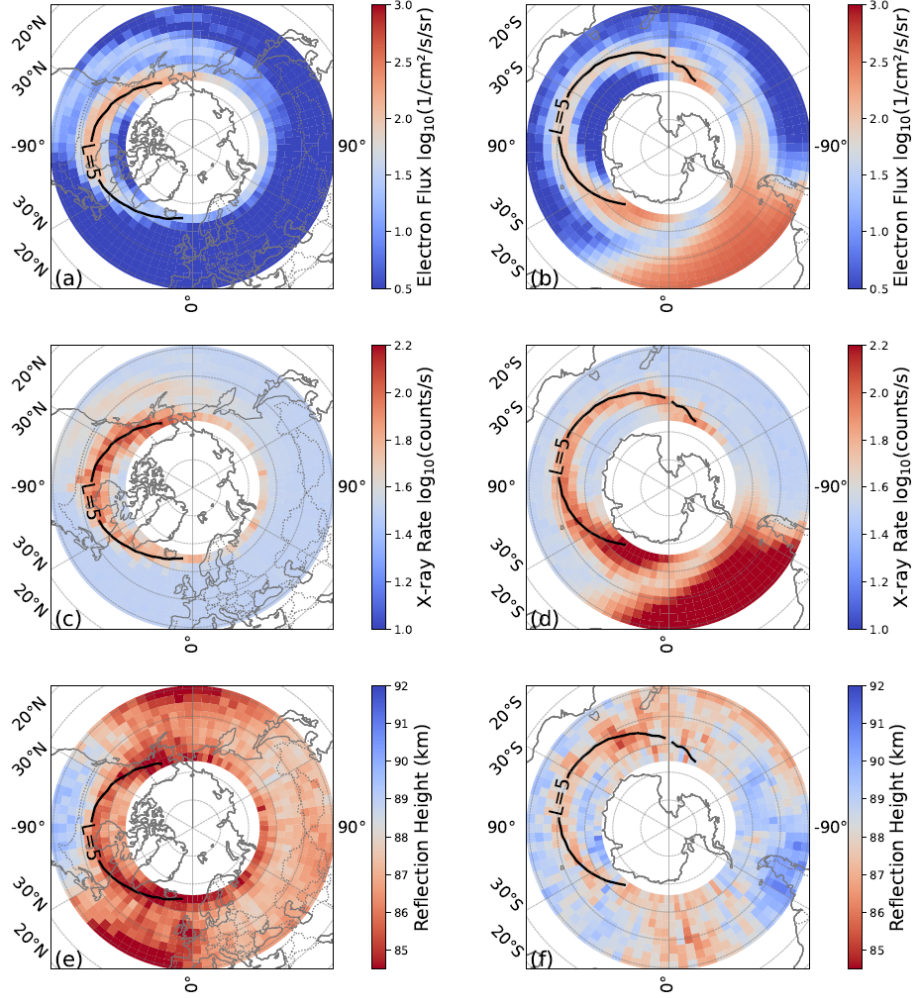 20°N
30°N
-90°
L=5
30°N
20°N
90°
0°
(a)
3.0
2.5
2.0
1.5
1.0
0.5
Electron Flux log₁₀(1/cm²/s/sr)
20°S
30°S
90°
L=5
30°S
20°S
-90°
0°
(b)
3.0
2.5
2.0
1.5
1.0
0.5
Electron Flux log₁₀(1/cm²/s/sr)
20°N
30°N
-90°
L=5
30°N
20°N
90°
0°
(c)
2.2
2.0
1.8
1.6
1.4
1.2
1.0
X-ray Rate log₁₀(counts/s)
20°S
30°S
90°
L=5
30°S
20°S
-90°
0°
(d)
2.2
2.0
1.8
1.6
1.4
1.2
1.0
X-ray Rate log₁₀(counts/s)
20°N
30°N
-90°
L=5
30°N
20°N
90°
0°
(e)
92
91
90
89
88
87
86
85
Reflection Height (km)
20°S
30°S
90°
L=5
30°S
20°S
-90°
0°
(f)
92
91
90
89
88
87
86
85
Reflection Height (km)